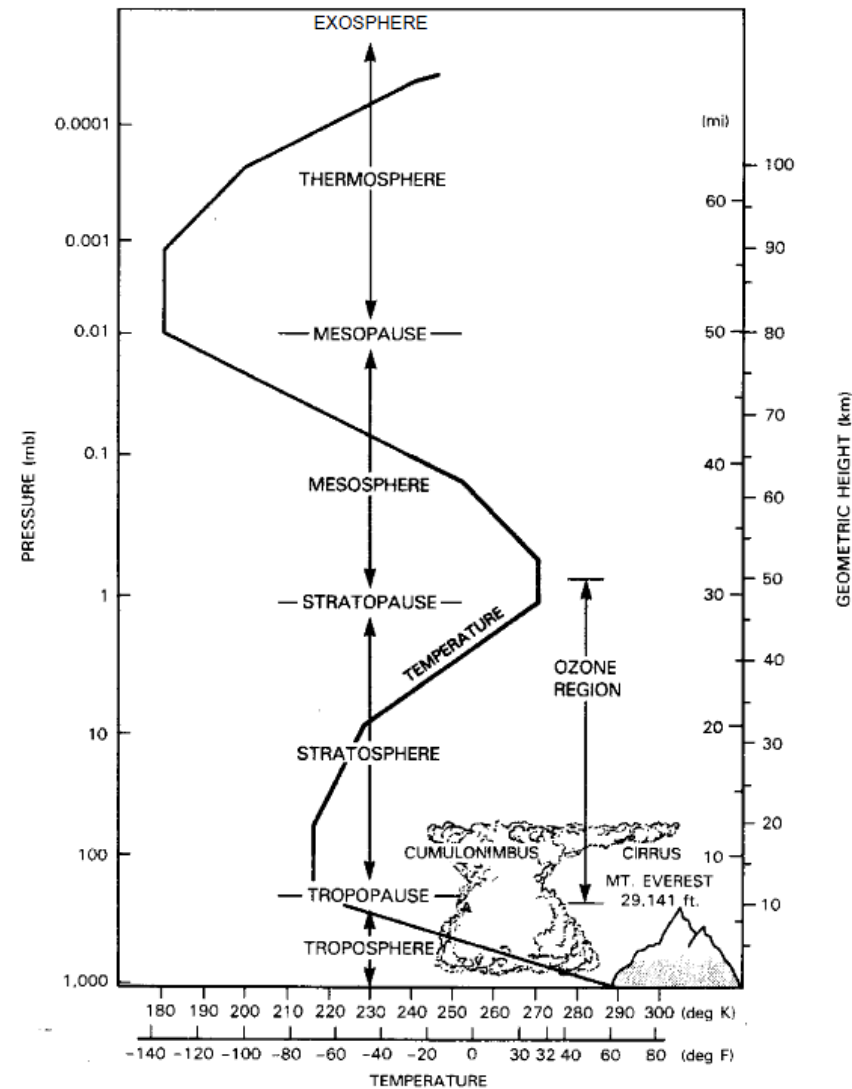 EXOSPHERE
(mi)
0.0001
THERMOSPHERE
100
60
0.001
90
0.01
MESOPAUSE
50
80
70
0.1
40
MESOSPHERE
60
PRESSURE (mb)
GEOMETRIC HEIGHT (km)
50
1
STRATOPAUSE
30
TEMPERATURE
OZONE
REGION
40
10
20
STRATOSPHERE
30
20
100
CUMULONIMBUS
CIRRUS
10
MT. EVEREST
29,141 ft.
TROPOPAUSE
10
TROPOSPHERE
1,000
180 190 200 210 220 230 240 250 260 270 280 290 300 (deg K)
-140 -120 -100 -80 -60 -40 -20 0 30 32 40 60 80 (deg F)
TEMPERATURE